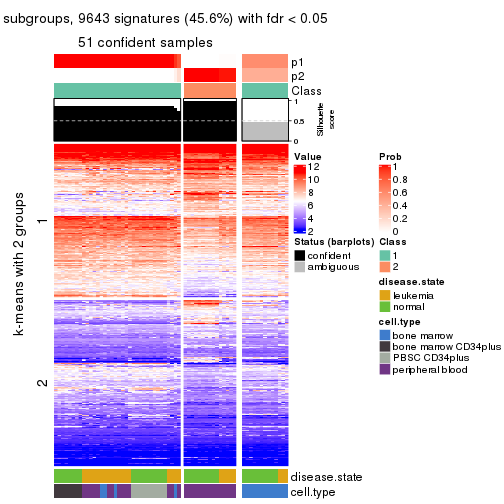 subgroups, 9643 signatures (45.6%) with fdr < 0.05
51 confident samples
p1
p2
Class
1
0.5
0
Silhouette
score
k-means with 2 groups
1
2
Value
12
10
8
6
4
2
Prob
1
0.8
0.6
0.4
0.2
0
Status (barplots)
confident
ambiguous
Class
1
2
disease.state
leukemia
normal
cell.type
bone marrow
bone marrow CD34plus
PBSC CD34plus
peripheral blood
disease.state
cell.type